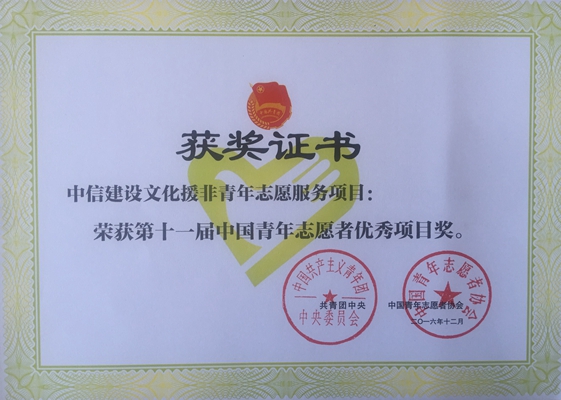 获奖证书
中信建设文化援非青年志愿服务项目：
荣获第十一届中国青年志愿者优秀项目奖。
中国共产主义青年团
中央委员会
共青团中央
中国青年志愿者协会
中国青年志愿者协会
二〇一六年十二月